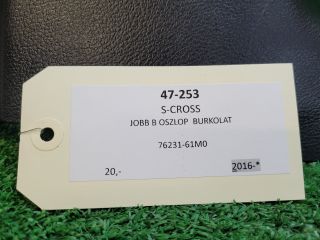 47-253
S-CROSS
JOBB B OSZLOP BURKOLAT
76231-61M0
20,- 2016-*